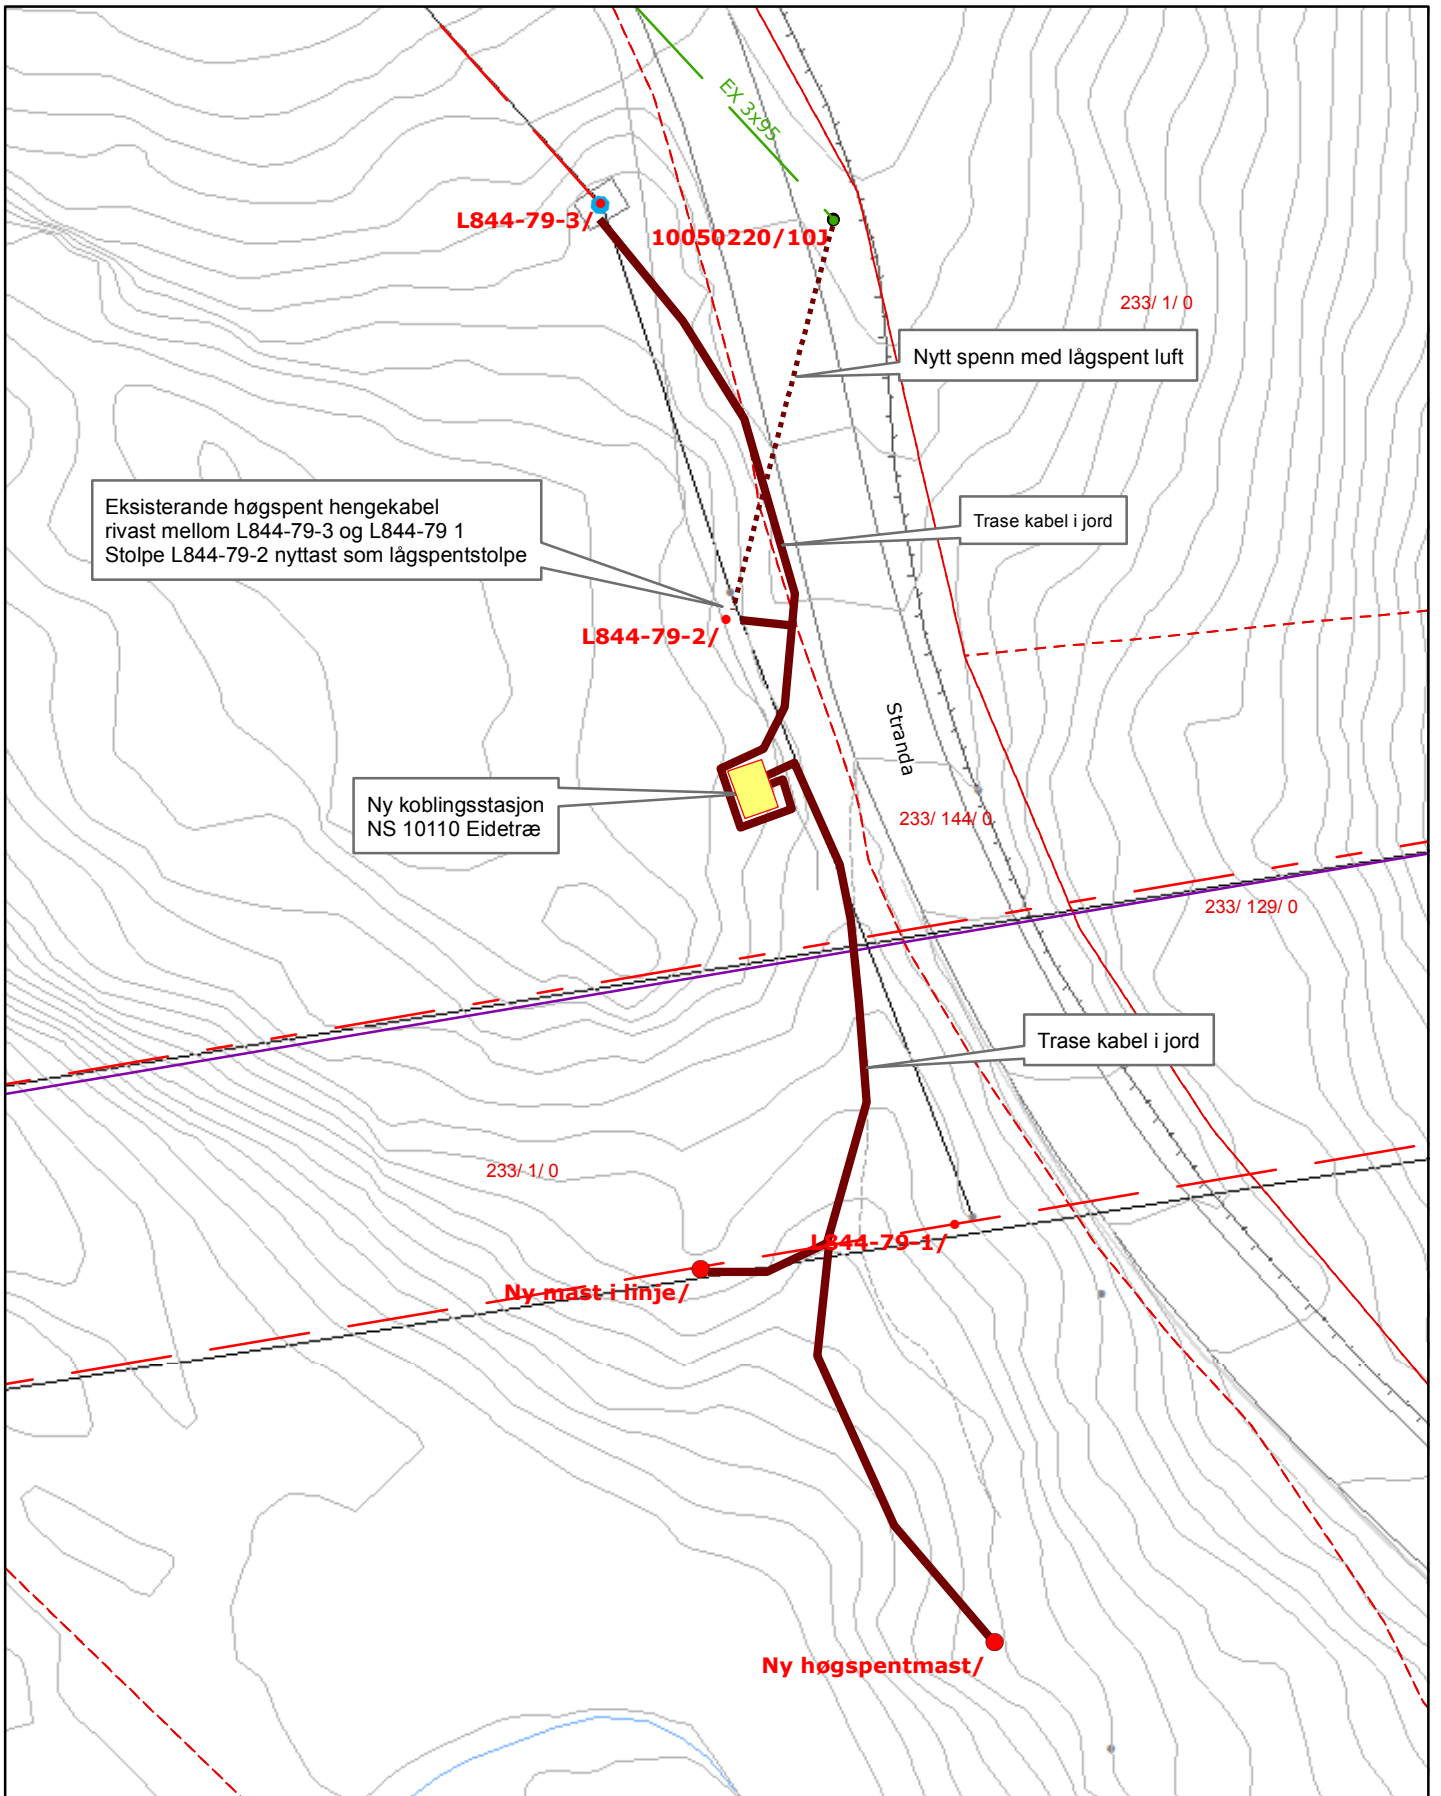 EX 3x95
L844-79-3/
10050220/10J
233/ 1/ 0
Nytt spenn med lågspent luft
Eksisterande høgspent hengekabel
rivast mellom L844-79-3 og L844-79 1
Stolpe L844-79-2 nyttast som lågspentstolpe
Trase kabel i jord
L844-79-2/
Stranda
Ny koblingsstasjon
NS 10110 Eidetræ
233/ 144/ 0
233/ 129/ 0
Trase kabel i jord
233/ 1/ 0
L844-79-1/
Ny mast i linje/
Ny høgspentmast/